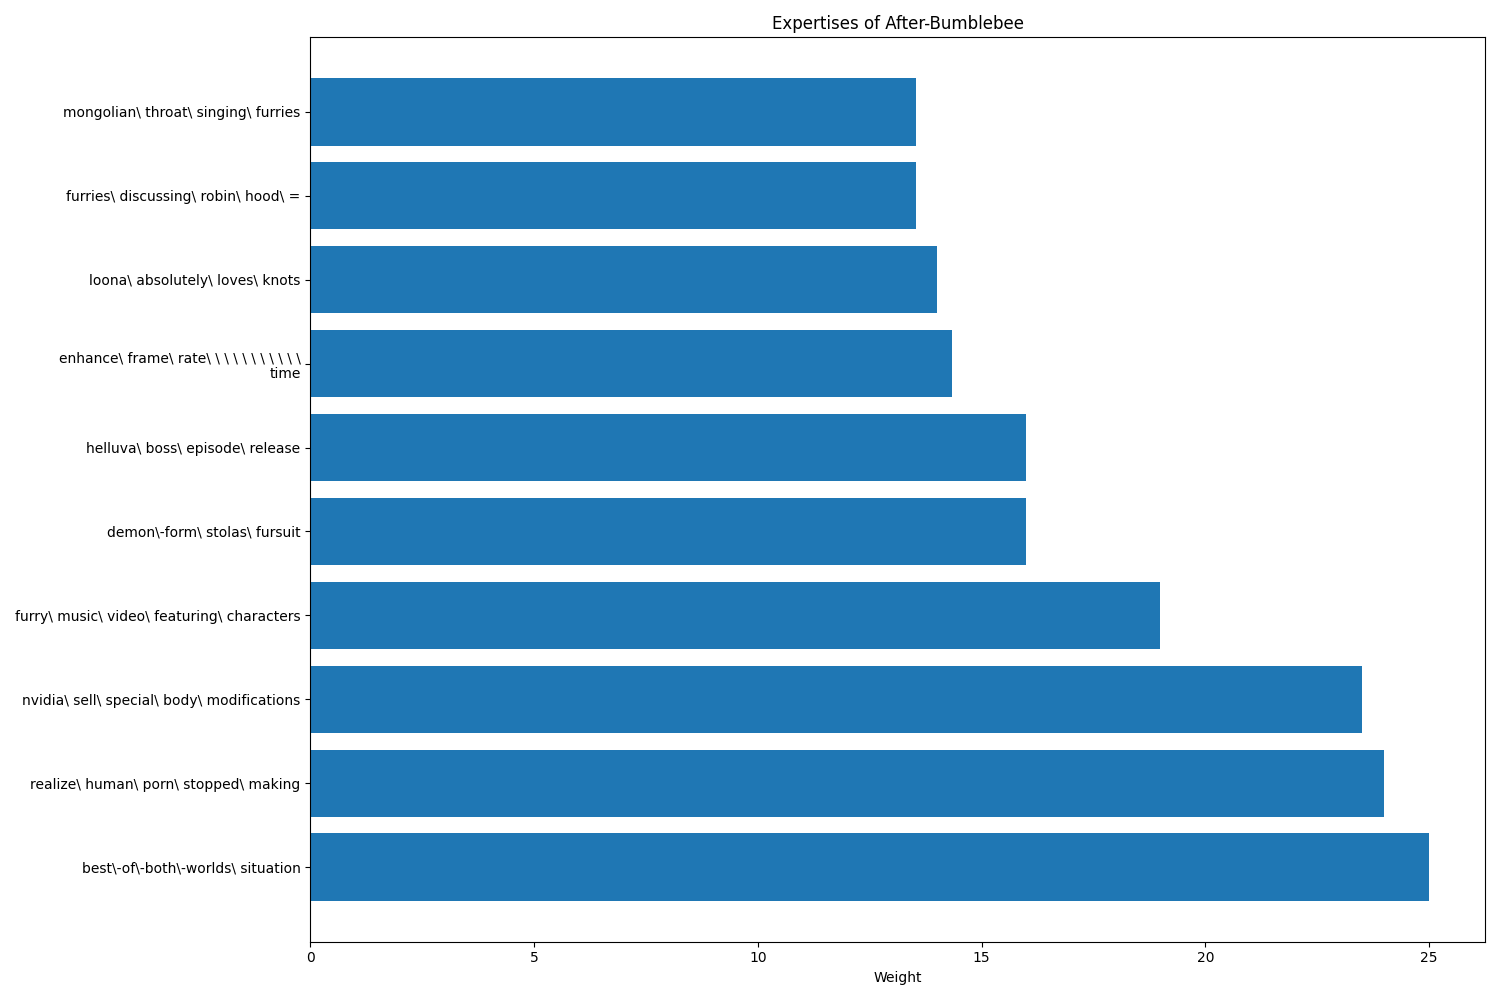 Expertises of After-Bumblebee
mongolian\ throat\ singing\ furries
furries\ discussing\ robin\ hood\ =
loona\ absolutely\ loves\ knots
enhance\ frame\ rate\ \ \ \ \ \ \ \ \ \ \
time
helluva\ boss\ episode\ release
demon\-form\ stolas\ fursuit
furry\ music\ video\ featuring\ characters
nvidia\ sell\ special\ body\ modifications
realize\ human\ porn\ stopped\ making
best\-of\-both\-worlds\ situation
0 5 10 15 20 25
Weight